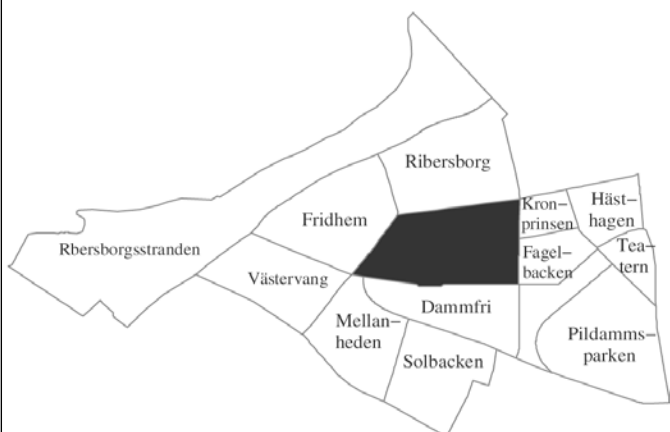 Ribersborg
Kron-
prinsen
Häst-
hagen
Fridhem
Tea-
tern
Rbersborgsstranden
Fagel-
backen
Västervang
Dammfri
Mellan-
heden
Pildamms-
parken
Solbacken